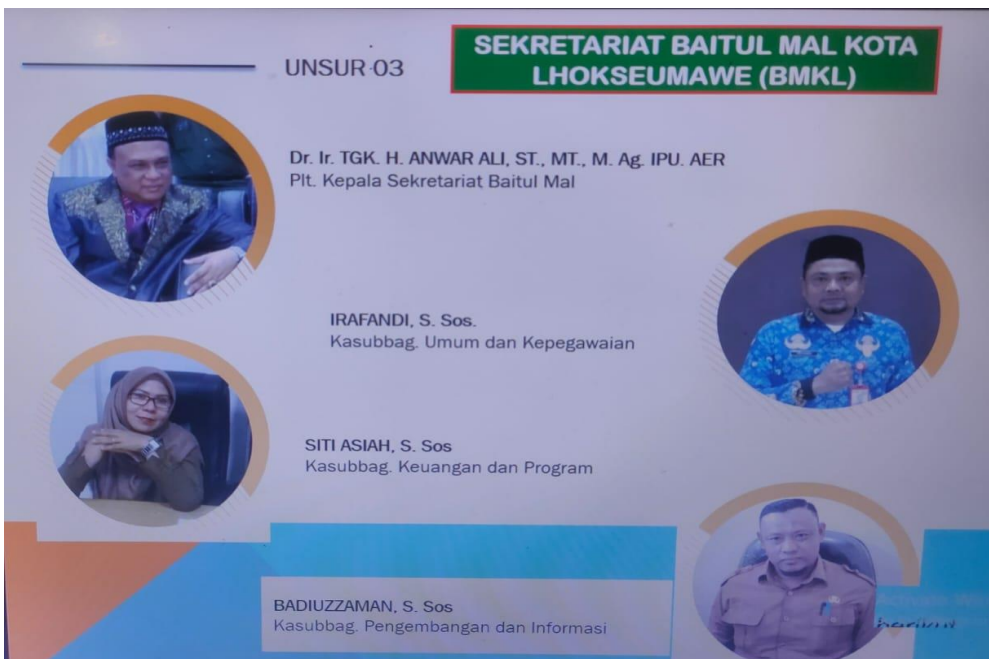 UNSUR 03
SEKRETARIAT BAITUL MAL KOTA
LHOKSEUMAWE (BMKL)
Dr. Ir. TGK. H. ANWAR ALI, ST., MT., M. Ag. IPU. AER
Plt. Kepala Sekretariat Baitul Mal
IRAFANDI, S. Sos.
Kasubbag. Umum dan Kepegawaian
SITI ASIAH, S. Sos
Kasubbag. Keuangan dan Program
BADIUZZAMAN, S. Sos
Kasubbag. Pengembangan dan Informasi